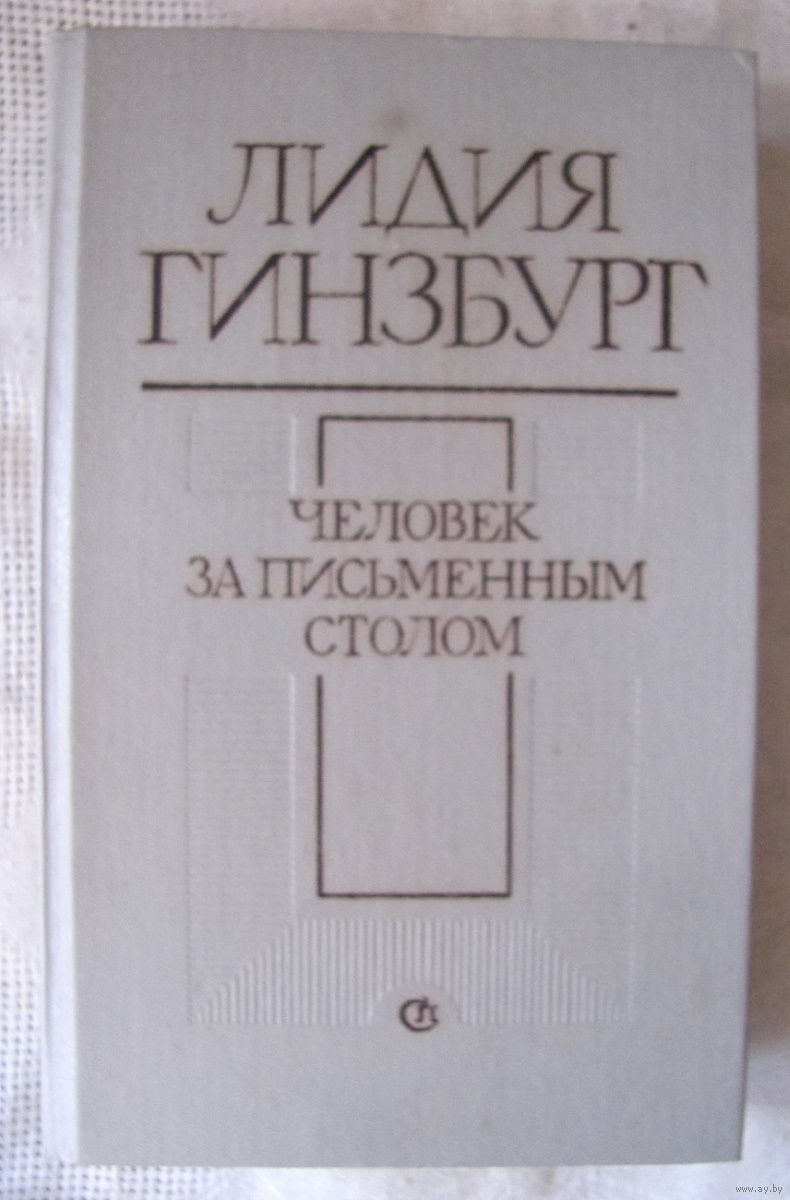 ЛИДИЯ
ГИНЗБУРГ
ЧЕЛОВЕК
ЗА ПИСЬМЕННЫМ
СТОЛОМ
www.ay.by